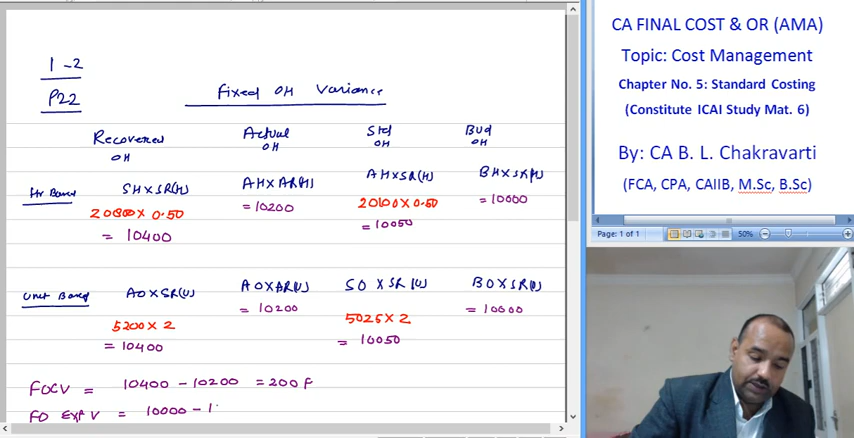 1-2
P22
Fixed OH Variance
Recovered OH
Actual OH
Std OH
Bud OH
Hr Based
SH X SR(H)
AH X AR(H)
AH X SR(H)
BH X SR(H)
20800 X 0.50
= 10200
20100 X 0.50
= 10000
= 10400
= 10050
Unit Based
AO X SR(U)
AO X AR(U)
SO X SR(U)
BO X SR(U)
5200 X 2
= 10200
5025 X 2
= 10000
= 10400
= 10050
FOCV = 10400 - 10200 = 200 F
FO EXP V = 10000 - 1
CA FINAL COST & OR (AMA)
Topic: Cost Management
Chapter No. 5: Standard Costing
(Constitute ICAI Study Mat. 6)
By: CA B. L. Chakravarti
(FCA, CPA, CAIIB, M.Sc, B.Sc)
Page: 1 of 1
50%